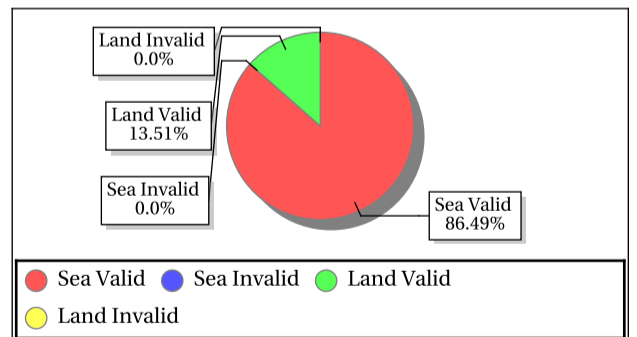 Land Invalid
0.0%
Land Valid
13.51%
Sea Invalid
0.0%
Sea Valid
86.49%
Sea Valid Sea Invalid Land Valid
Land Invalid